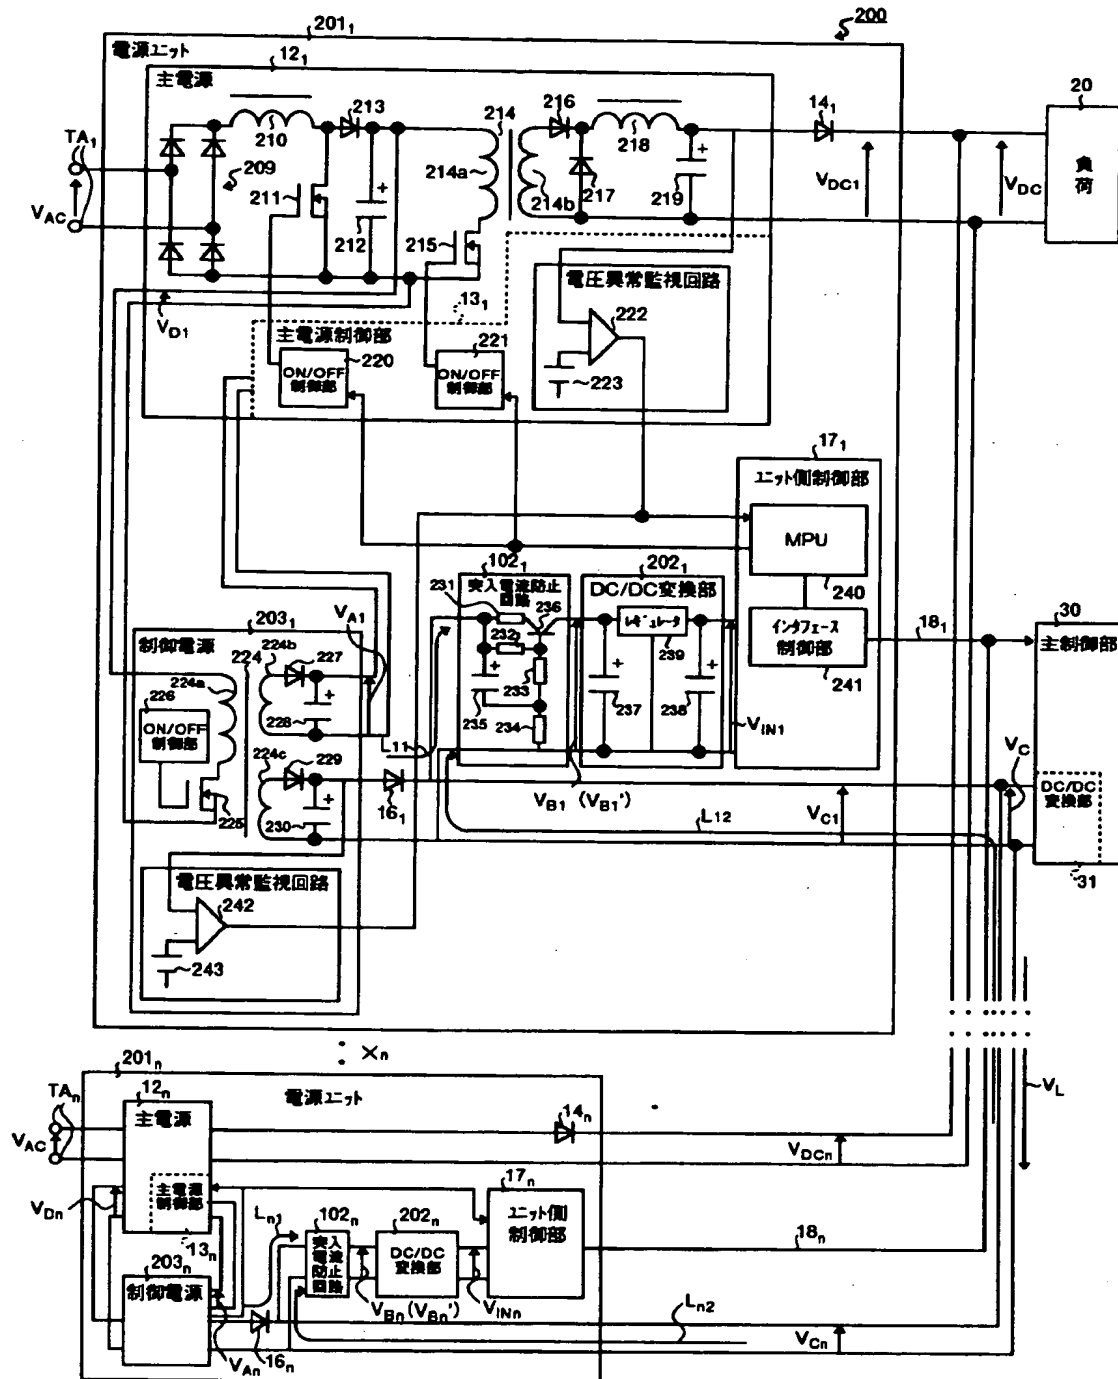 200
201₁
電源ユニット
12₁
主電源
TA₁
V_AC
209
210
211
212
213
214
214a
214b
215
216
217
218
219
14₁
V_DC1
V_DC
20
負荷
V_D1
13₁
主電源制御部
220
ON/OFF
制御部
221
ON/OFF
制御部
電圧異常監視回路
222
223
17₁
ユニット側制御部
MPU
240
インタフェース
制御部
241
18₁
30
主制御部
102₁
突入電流防止
回路
231
232
233
234
235
236
202₁
DC/DC変換部
レギュレータ
239
237
238
V_IN1
V_A1
203₁
制御電源
224
224a
224b
224c
225
226
ON/OFF
制御部
227
228
229
230
L11
16₁
V_B1 (V_B1')
L12
V_C1
V_C
DC/DC
変換部
31
電圧異常監視回路
242
243
V_L
×n
201n
電源ユニット
TAn
V_AC
12n
主電源
主電源
制御部
13n
V_Dn
203n
制御電源
V_An
16n
L_n1
102n
突入
電流
防止
回路
202n
DC/DC
変換部
V_Bn (V_Bn')
V_INn
17n
ユニット側
制御部
14n
V_DCn
18n
L_n2
V_Cn